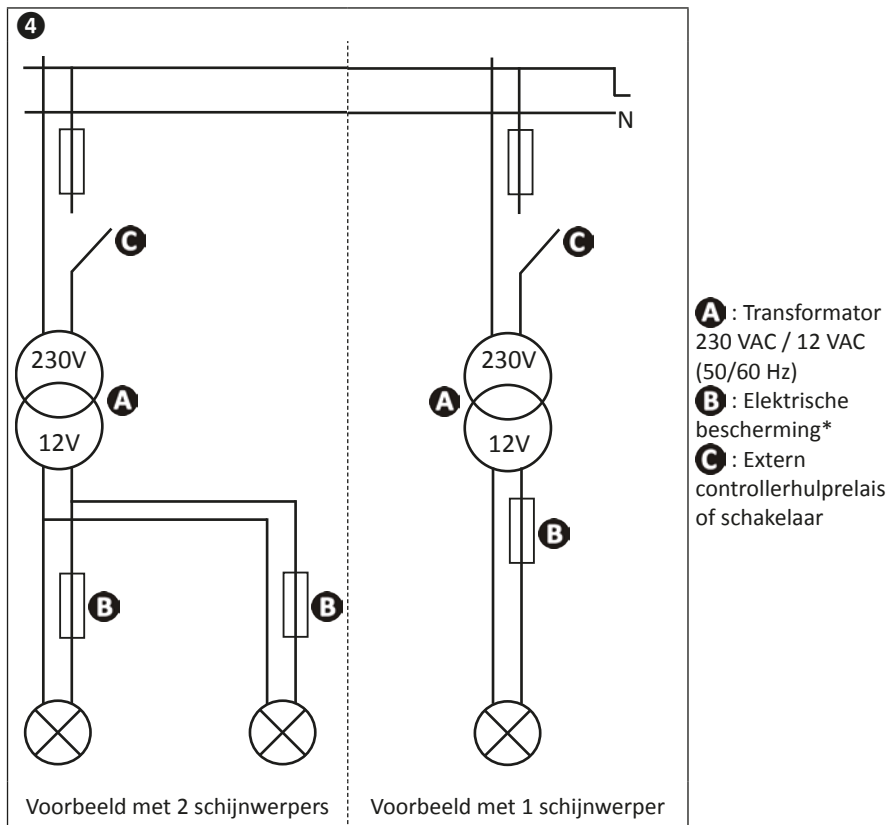 4
N
C
C
230V
A
12V
230V
A
12V
B
B
B
Voorbeeld met 2 schijnwerpers
Voorbeeld met 1 schijnwerper
A : Transformator
230 VAC / 12 VAC
(50/60 Hz)
B : Elektrische
bescherming*
C : Extern
controllerhulprelais
of schakelaar